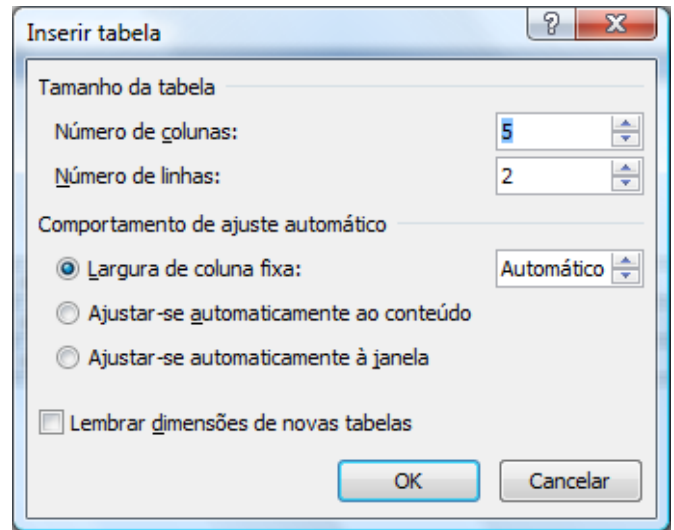 Inserir tabela
Tamanho da tabela
Número de colunas: 5
Número de linhas: 2
Comportamento de ajuste automático
Largura de coluna fixa: Automático
Ajustar-se automaticamente ao conteúdo
Ajustar-se automaticamente à janela
Lembrar dimensões de novas tabelas
OK Cancelar